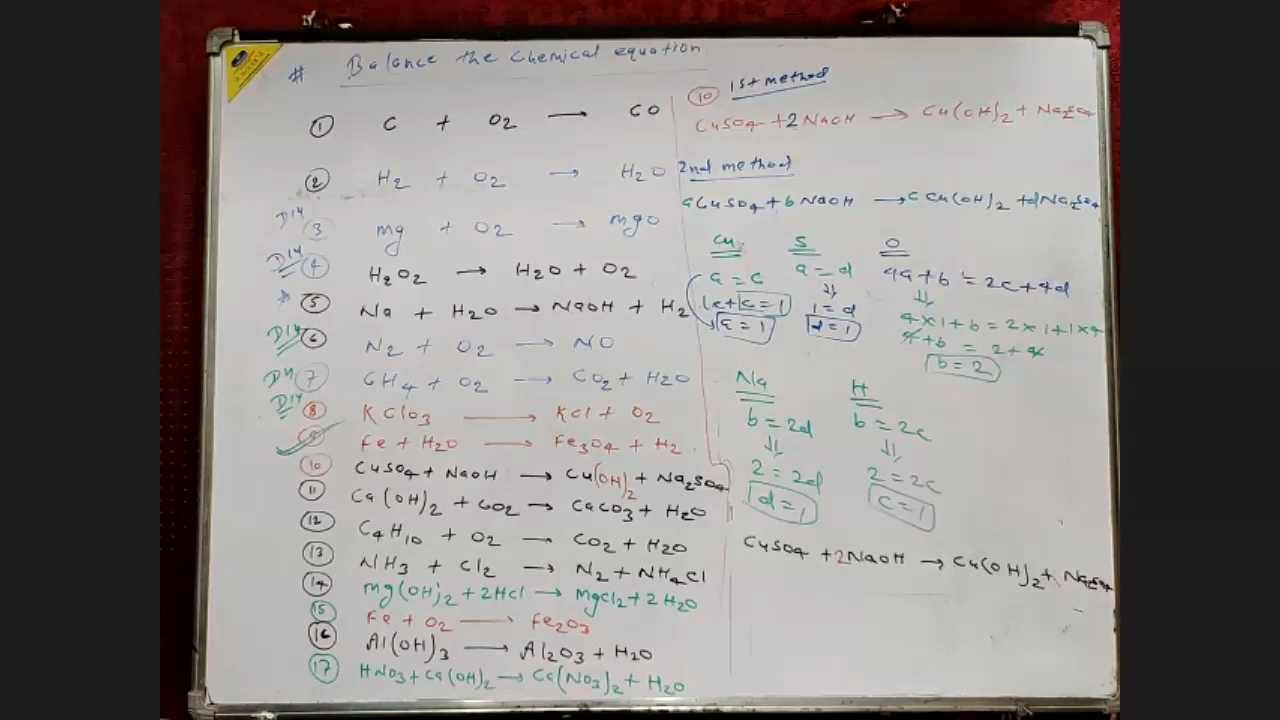 # Balance the Chemical equation
① C + O2 → CO
② H2 + O2 → H2O
D14 ③ mg + O2 → mgo
D14 ④ H2O2 → H2O + O2
⑤ Na + H2O → NaOH + H2
D14 ⑥ N2 + O2 → NO
D14 ⑦ CH4 + O2 → CO2 + H2O
D14 ⑧ KClO3 → KCl + O2
Fe + H2O → Fe3O4 + H2
⑩ CuSO4 + NaOH → Cu(OH)2 + Na2SO4
⑪ Ca(OH)2 + CO2 → CaCO3 + H2O
⑫ C4H10 + O2 → CO2 + H2O
⑬ NH3 + Cl2 → N2 + NH4Cl
⑭ mg(OH)2 + 2HCl → MgCl2 + 2H2O
⑮ Fe + O2 → Fe2O3
⑯ Al(OH)3 → Al2O3 + H2O
⑰ HNO3 + Ca(OH)2 → Ca(NO3)2 + H2O
⑩ 1st method
CuSO4 + 2NaOH → Cu(OH)2 + Na2SO4
2nd method
aCuSO4 + bNaOH → cCu(OH)2 + dNa2SO4
Cu S O
a = c a = d 4a + b = 2c + 4d
c = 1 1 = d 4×1 + b = 2×1 + 1×4
a = 1 d = 1 4 + b = 2 + 4
b = 2
Na H
b = 2d b = 2c
2 = 2d 2 = 2c
d = 1 c = 1
CuSO4 + 2NaOH → Cu(OH)2 + Na2SO4